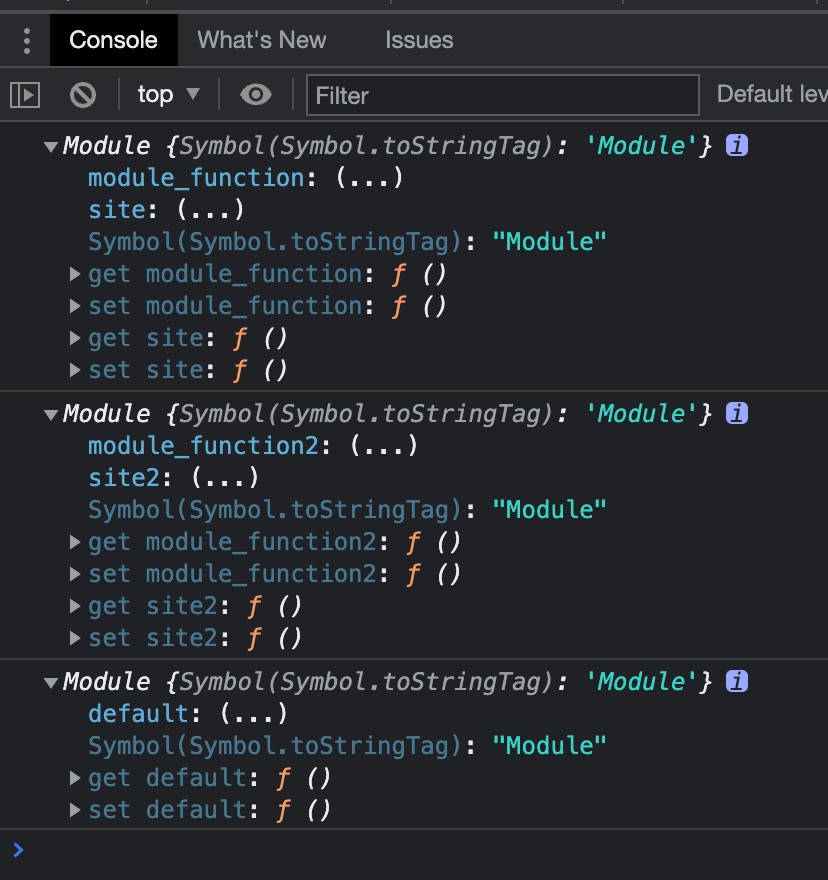 Console What's New Issues
top Filter Default lev
Module {Symbol(Symbol.toStringTag): 'Module'} i
module_function: (...)
site: (...)
Symbol(Symbol.toStringTag): "Module"
get module_function: ƒ ()
set module_function: ƒ ()
get site: ƒ ()
set site: ƒ ()
Module {Symbol(Symbol.toStringTag): 'Module'} i
module_function2: (...)
site2: (...)
Symbol(Symbol.toStringTag): "Module"
get module_function2: ƒ ()
set module_function2: ƒ ()
get site2: ƒ ()
set site2: ƒ ()
Module {Symbol(Symbol.toStringTag): 'Module'} i
default: (...)
Symbol(Symbol.toStringTag): "Module"
get default: ƒ ()
set default: ƒ ()